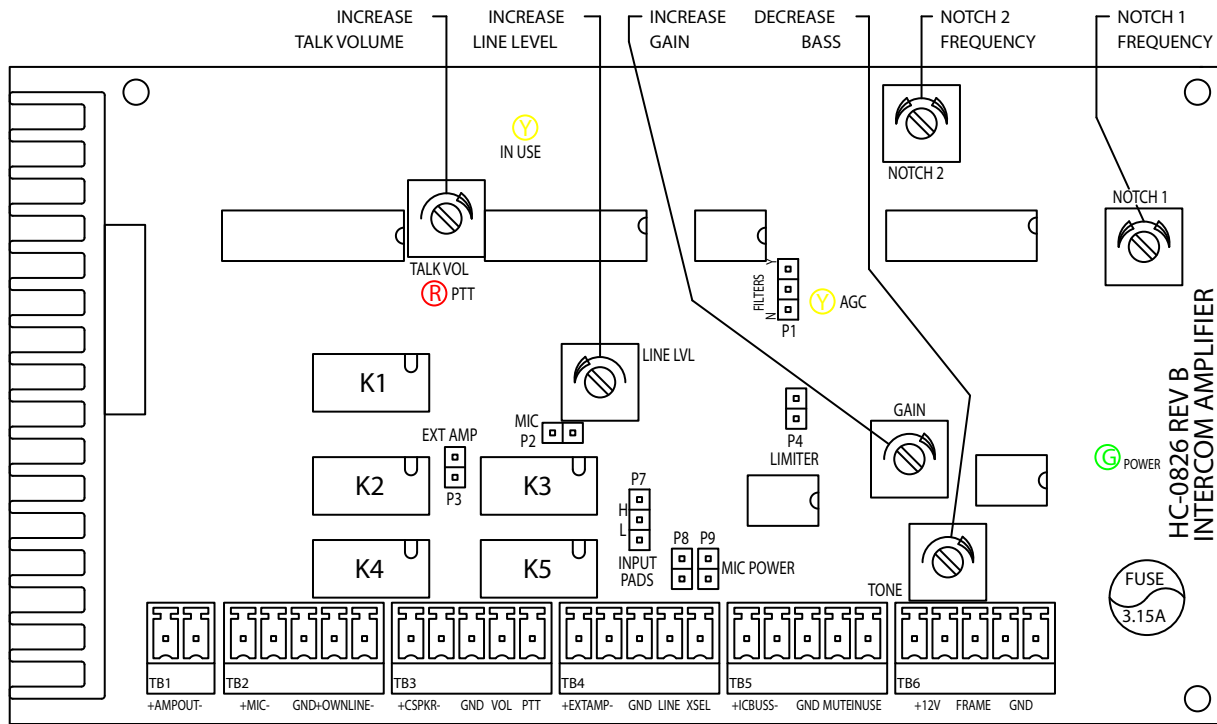 INCREASE
TALK VOLUME
INCREASE
LINE LEVEL
INCREASE
GAIN
DECREASE
BASS
NOTCH 2
FREQUENCY
NOTCH 1
FREQUENCY
Y
IN USE
NOTCH 2
NOTCH 1
TALK VOL
R PTT
FILTERS
Y
N
P1
Y AGC
LINE LVL
K1
MIC
P2
EXT AMP
P3
K2
K3
P4
LIMITER
GAIN
G POWER
HC-0826 REV B
INTERCOM AMPLIFIER
P7
H
L
INPUT
PADS
P8 P9
MIC POWER
K4
K5
TONE
FUSE
3.15A
TB1
TB2
TB3
TB4
TB5
TB6
+AMPOUT-
+MIC- GND+OWNLINE-
+CSPKR- GND VOL PTT
+EXTAMP- GND LINE XSEL
+ICBUSS- GND MUTEINUSE
+12V FRAME GND